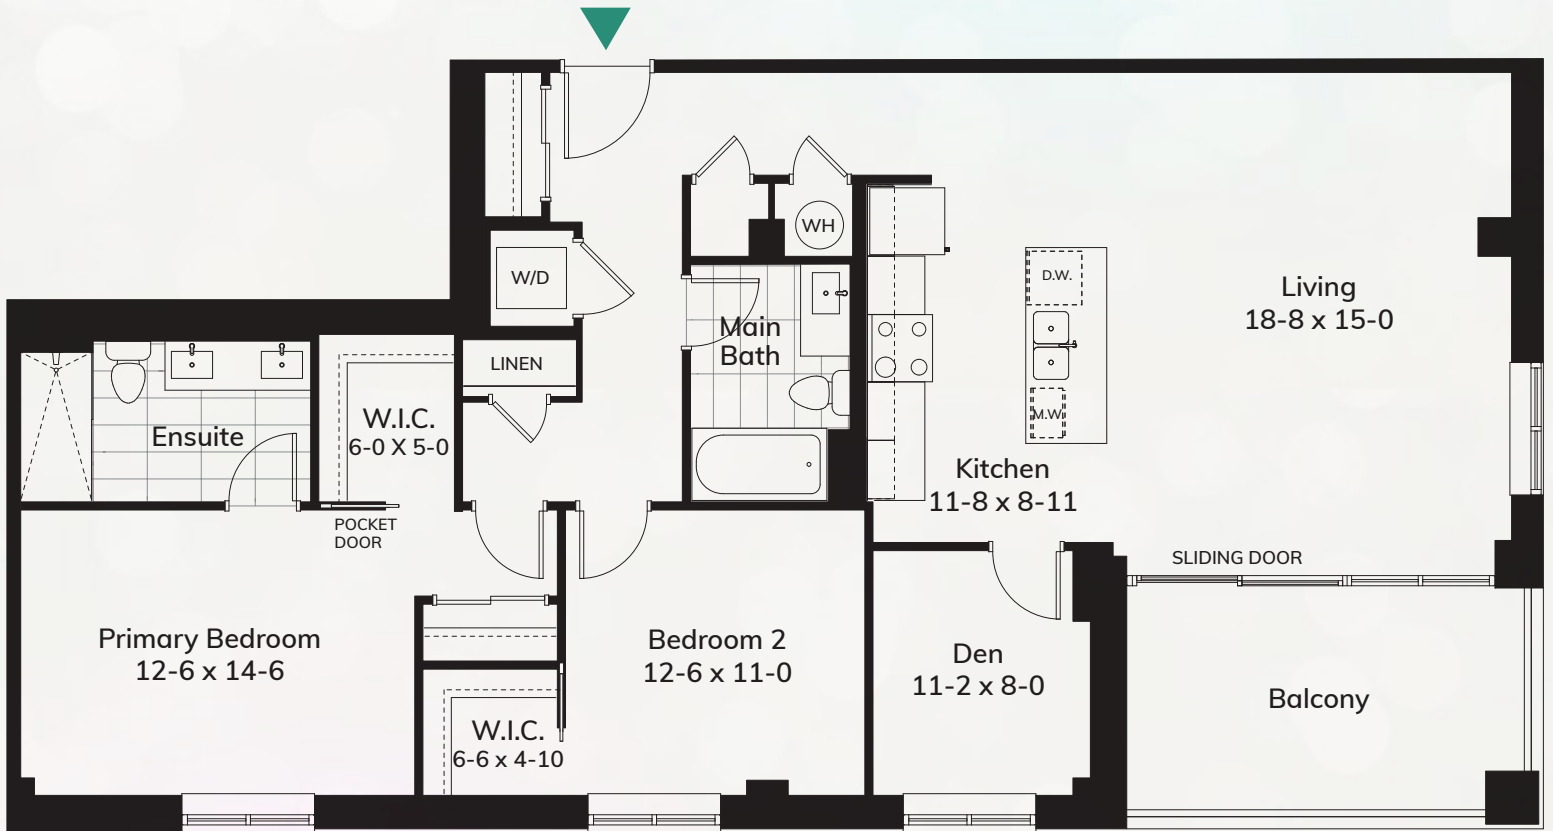 WH
W/D
D.W.
Living
18-8 x 15-0
Main
Bath
LINEN
W.I.C.
6-0 X 5-0
M.W.
Ensuite
Kitchen
11-8 x 8-11
POCKET
DOOR
SLIDING DOOR
Primary Bedroom
12-6 x 14-6
Bedroom 2
12-6 x 11-0
Den
11-2 x 8-0
Balcony
W.I.C.
6-6 x 4-10